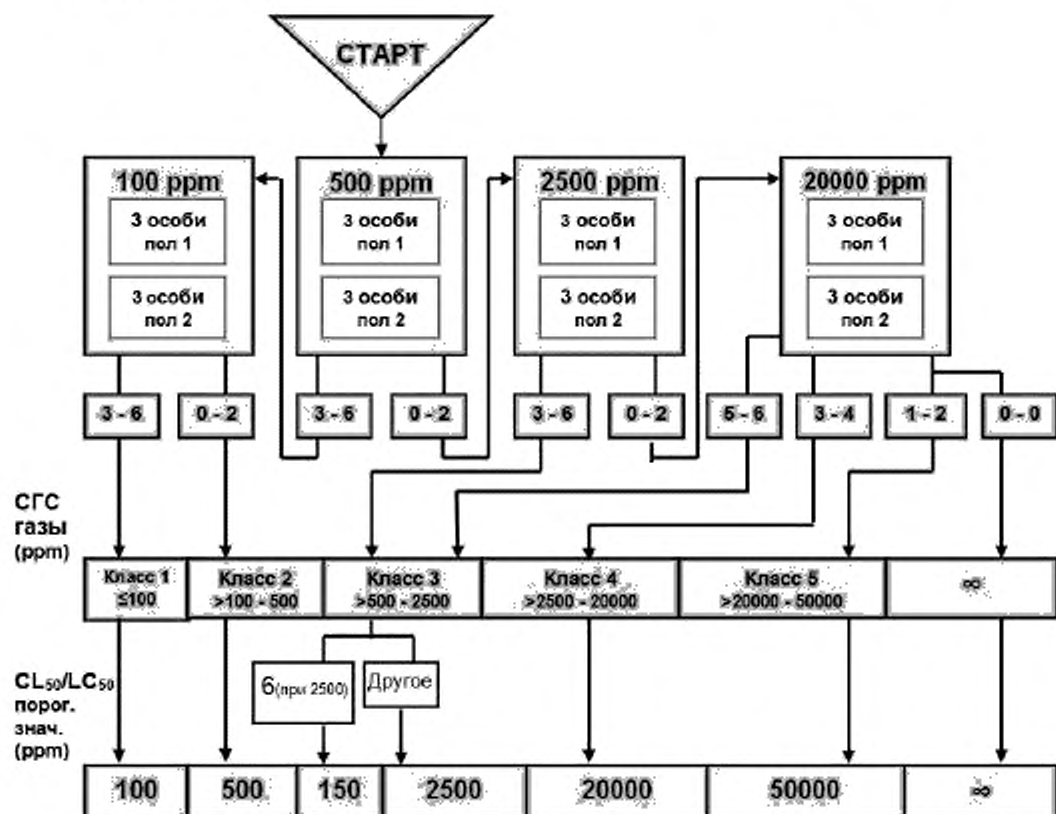 СТАРТ
100 ppm
500 ppm
2500 ppm
20000 ppm
3 особи
пол 1
3 особи
пол 1
3 особи
пол 1
3 особи
пол 1
3 особи
пол 2
3 особи
пол 2
3 особи
пол 2
3 особи
пол 2
3 - 6
0 - 2
3 - 6
0 - 2
3 - 6
0 - 2
5 - 6
3 - 4
1 - 2
0 - 0
СГС
газы
(ppm)
Класс 1
≤100
Класс 2
>100 - 500
Класс 3
>500 - 2500
Класс 4
>2500 - 20000
Класс 5
>20000 - 50000
∞
6(при 2500)
Другое
CL50/LC50
порог.
знач.
(ppm)
100
500
150
2500
20000
50000
∞